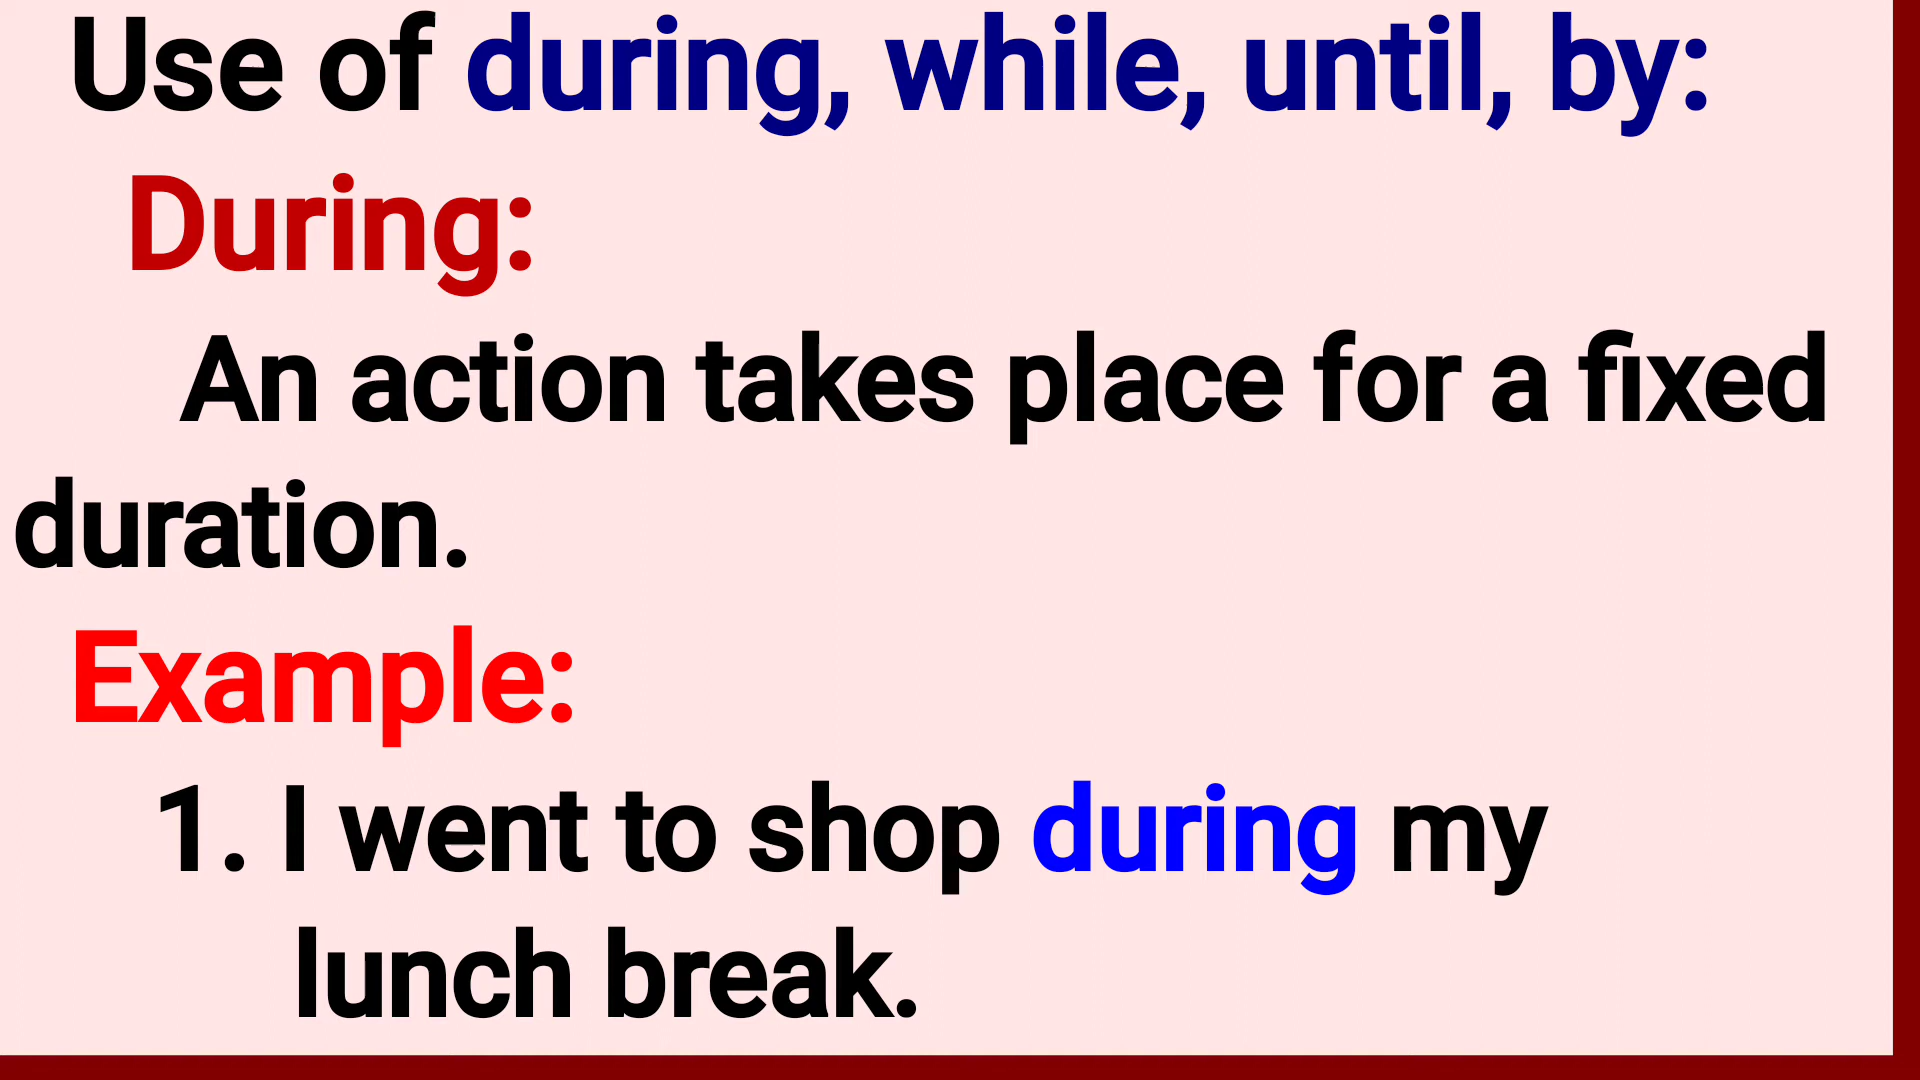 Use of during, while, until, by:
During:
An action takes place for a fixed
duration.
Example:
1. I went to shop during my
lunch break.